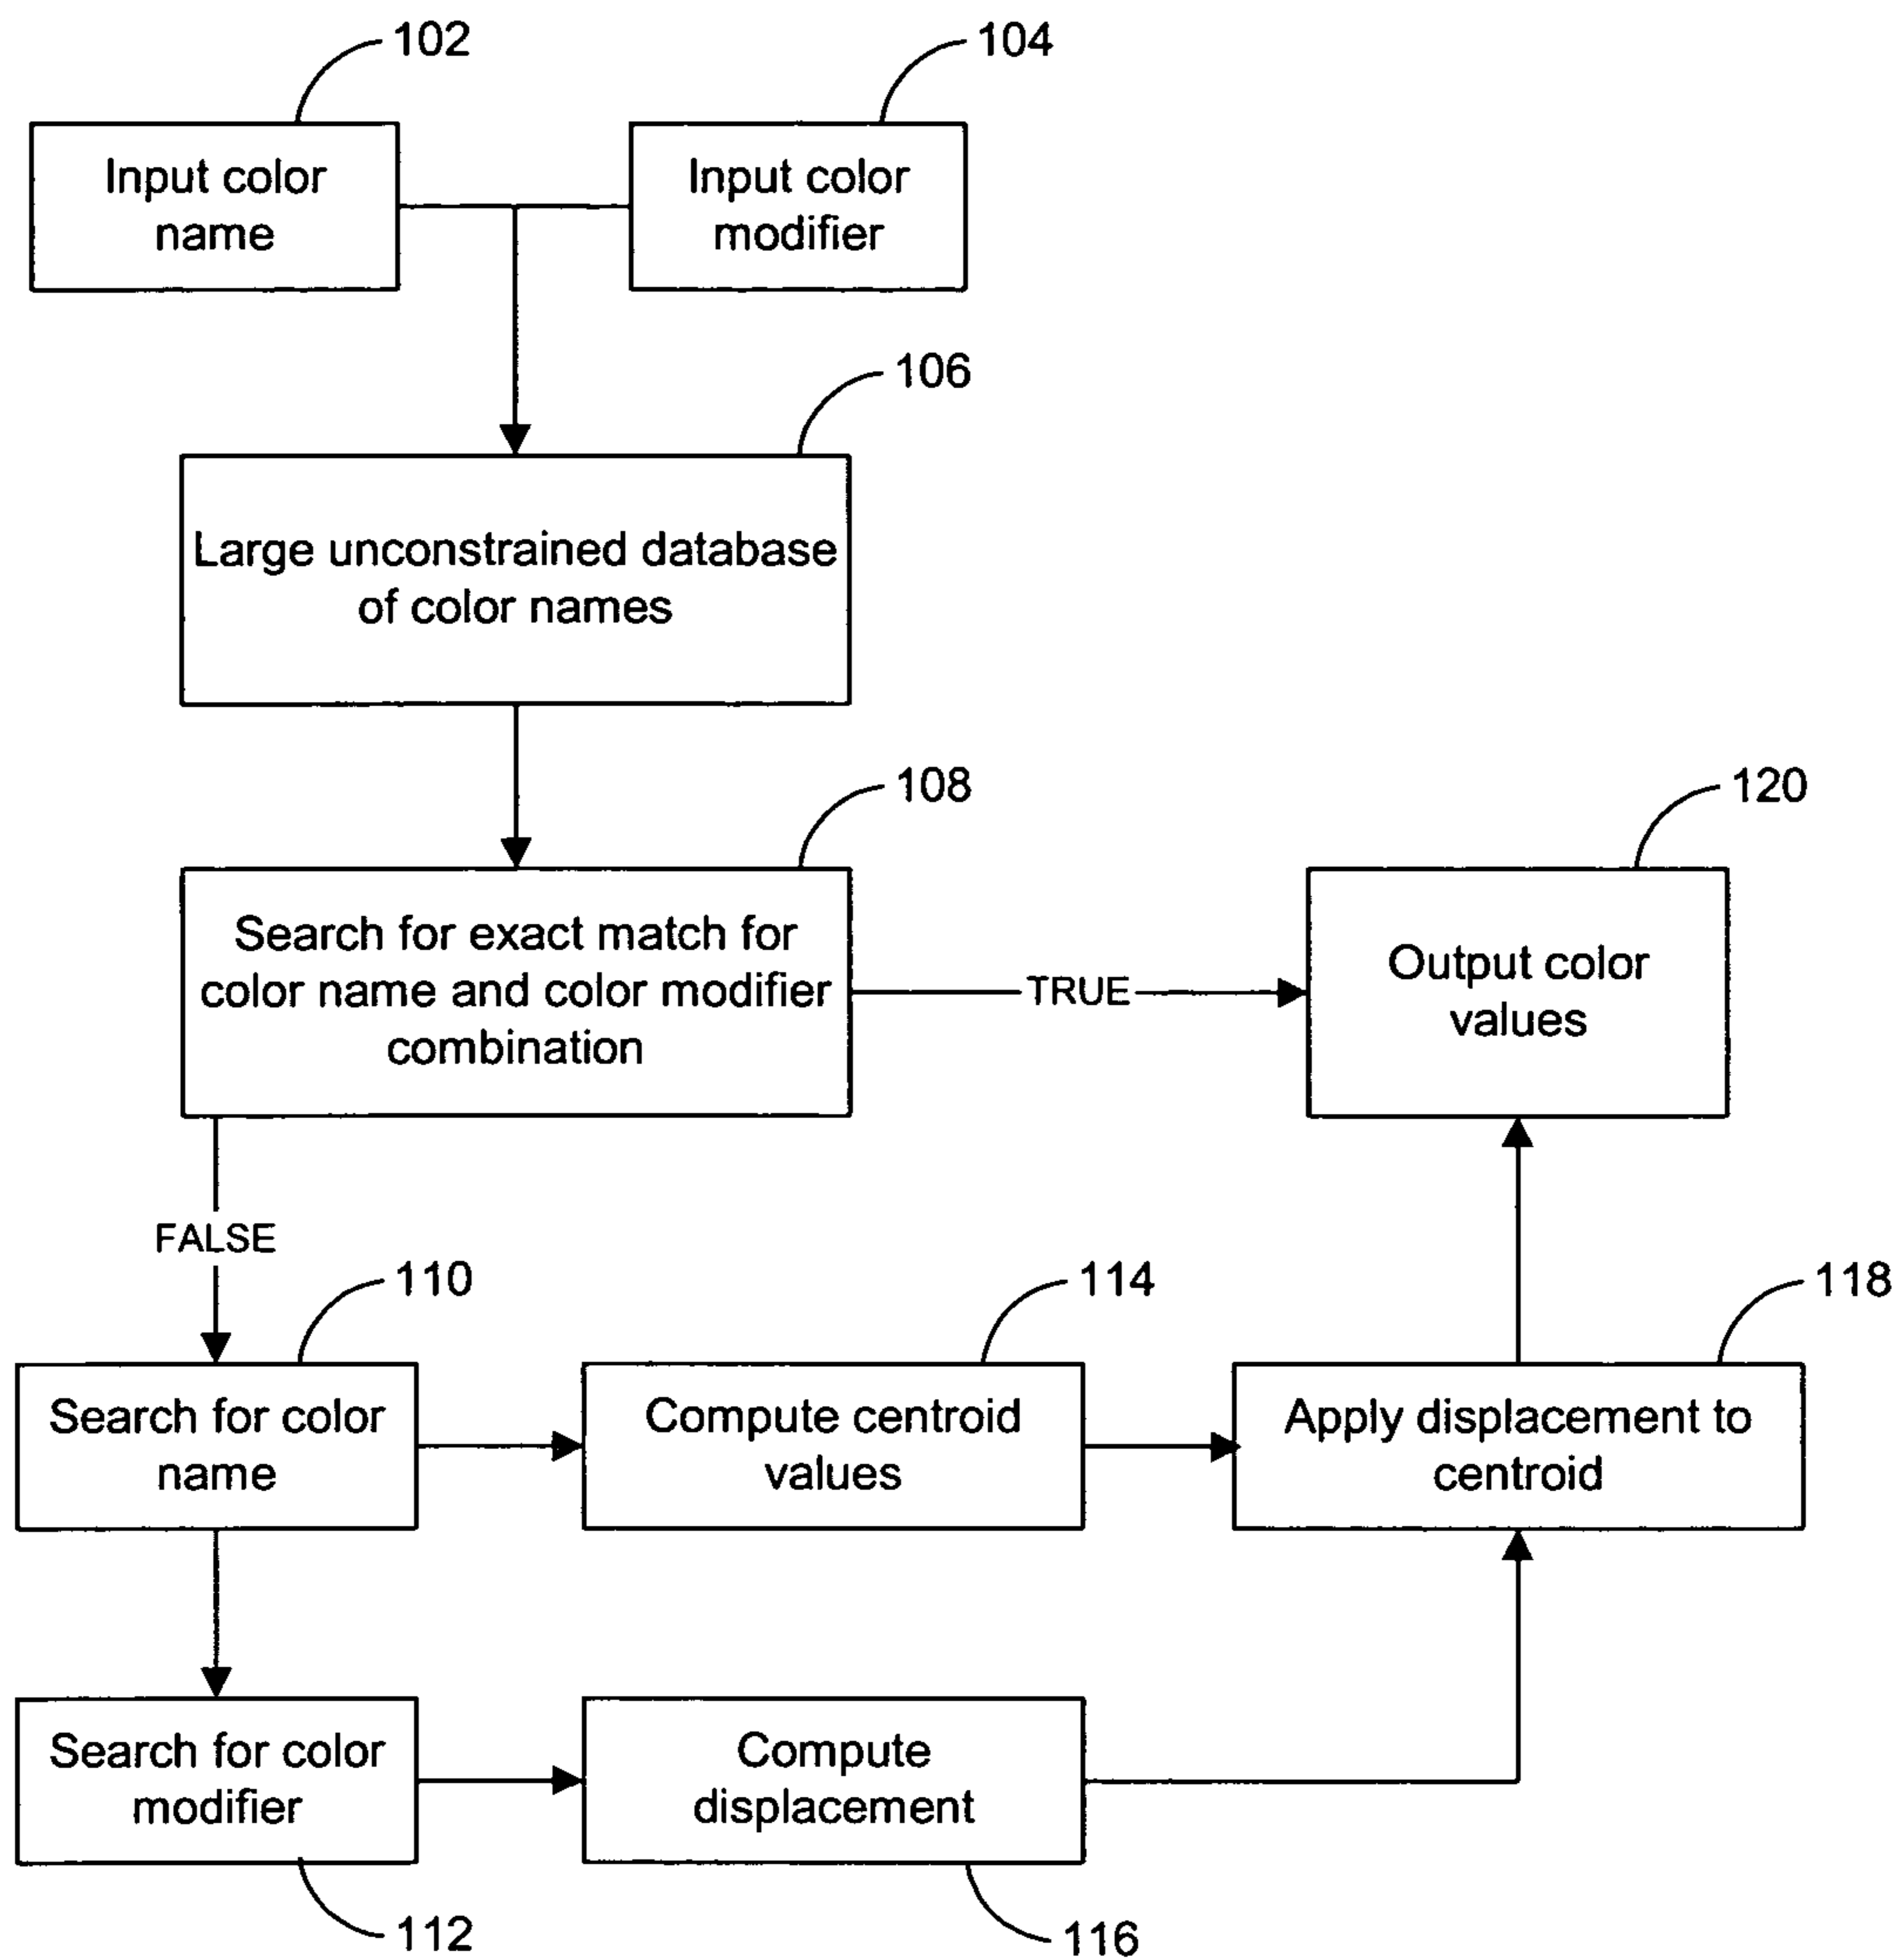 102
104
Input color
name
Input color
modifier
106
Large unconstrained database
of color names
108
120
Search for exact match for
color name and color modifier
combination
TRUE
Output color
values
FALSE
110
114
118
Search for color
name
Compute centroid
values
Apply displacement to
centroid
Search for color
modifier
Compute
displacement
112
116